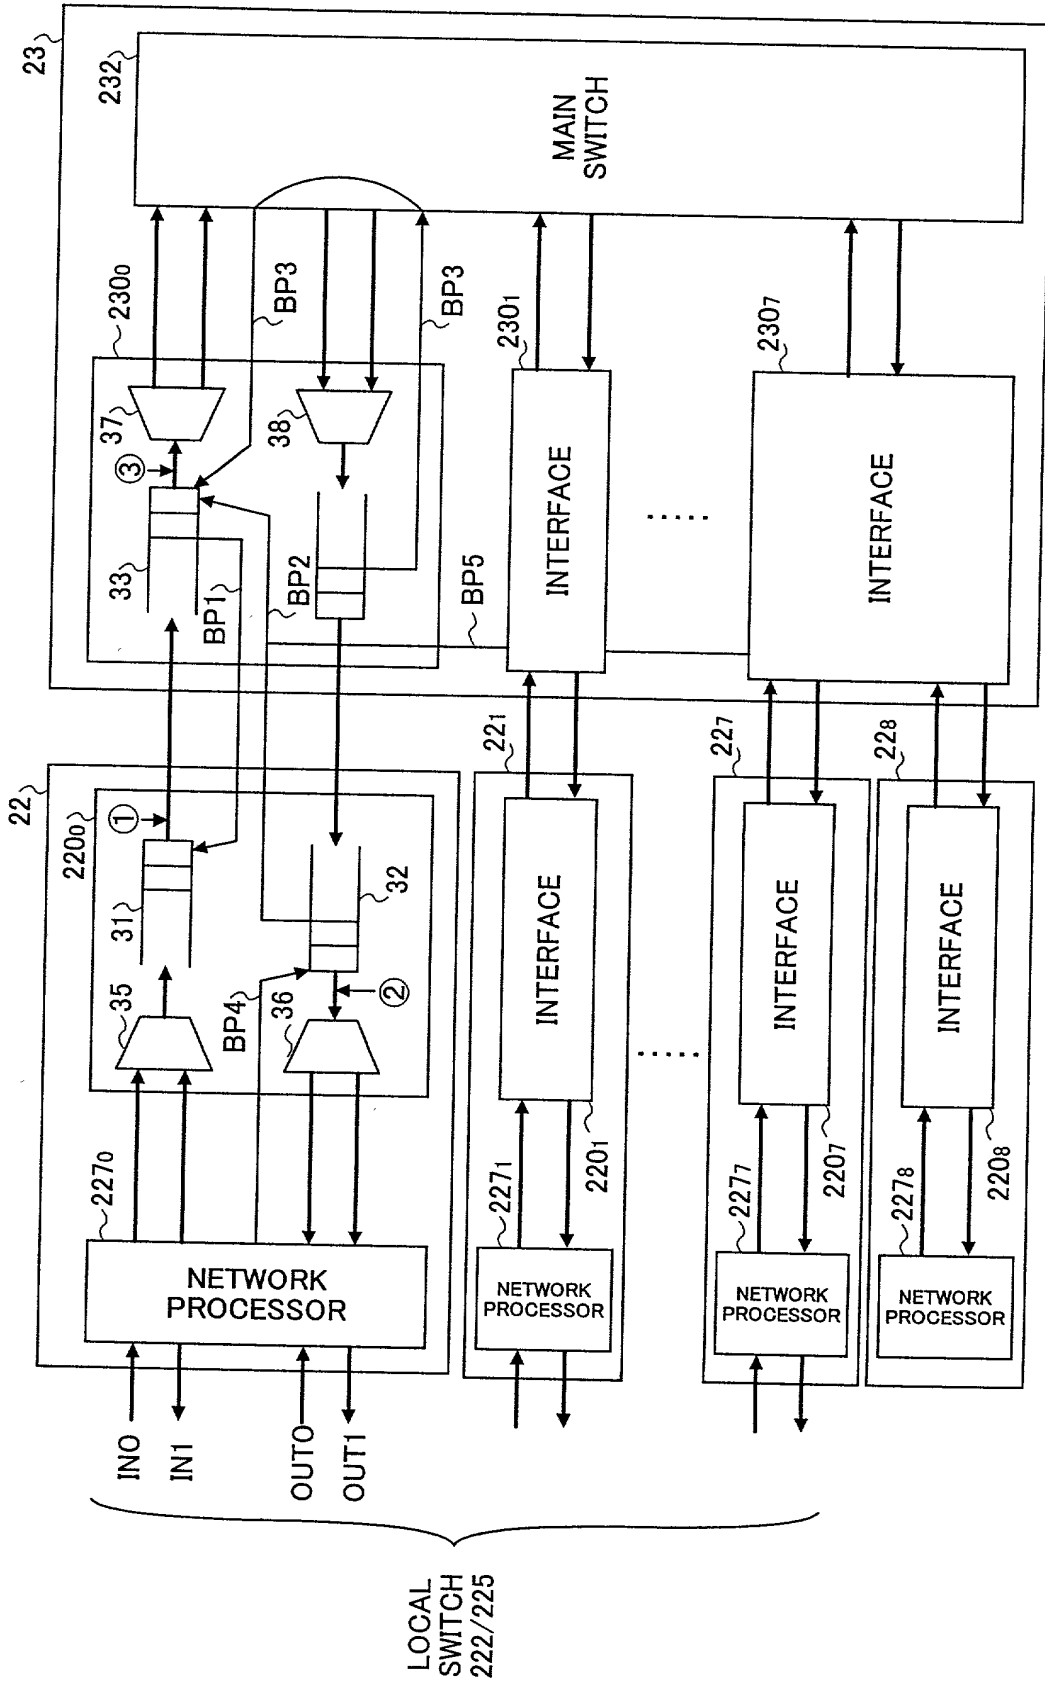 23
232
MAIN
SWITCH
BP3
BP3
230₀
37
38
③
33
BP1
BP2
BP5
230₁
INTERFACE
.....
230₇
INTERFACE
22
220₀
①
31
35
32
BP4
36
②
227₀
NETWORK
PROCESSOR
IN0
IN1
OUT0
OUT1
22₁
INTERFACE
220₁
227₁
NETWORK
PROCESSOR
.....
22₇
INTERFACE
220₇
227₇
NETWORK
PROCESSOR
22₈
INTERFACE
220₈
227₈
NETWORK
PROCESSOR
LOCAL
SWITCH
222/225